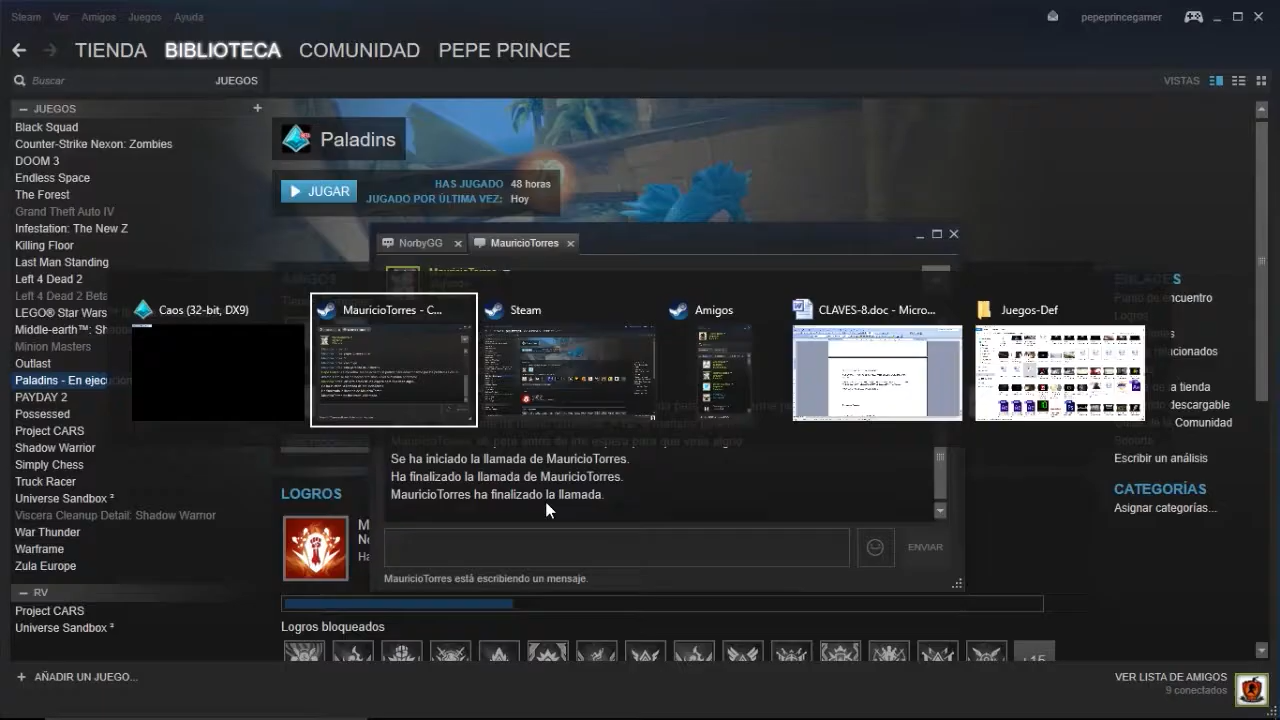 Steam Ver Amigos Juegos Ayuda
pepeprincegamer
TIENDA BIBLIOTECA COMUNIDAD PEPE PRINCE
Buscar
JUEGOS
VISTAS
JUEGOS
Black Squad
Counter-Strike Nexon: Zombies
DOOM 3
Endless Space
The Forest
Grand Theft Auto IV
Infestation: The New Z
Killing Floor
Last Man Standing
Left 4 Dead 2
Left 4 Dead 2 Beta
LEGO® Star Wars
Middle-earth™: Sh
Minion Masters
Outlast
Paladins - En ejec
PAYDAY 2
Possessed
Project CARS
Shadow Warrior
Simply Chess
Truck Racer
Universe Sandbox ²
Viscera Cleanup Detail: Shadow Warrior
War Thunder
Warframe
Zula Europe
RV
Project CARS
Universe Sandbox ²
AÑADIR UN JUEGO...
Paladins
JUGAR
HAS JUGADO 48 horas
JUGADO POR ÚLTIMA VEZ: Hoy
NorbyGG
MauricioTorres
Caos (32-bit, DX9)
MauricioTorres - C...
Steam
Amigos
CLAVES-8.doc - Micro...
Juegos-Def
Se ha iniciado la llamada de MauricioTorres.
Ha finalizado la llamada de MauricioTorres.
MauricioTorres ha finalizado la llamada.
ENVIAR
MauricioTorres está escribiendo un mensaje.
LOGROS
Logros bloqueados
+15
Escribir un análisis
CATEGORÍAS
Asignar categorías...
VER LISTA DE AMIGOS
9 conectados